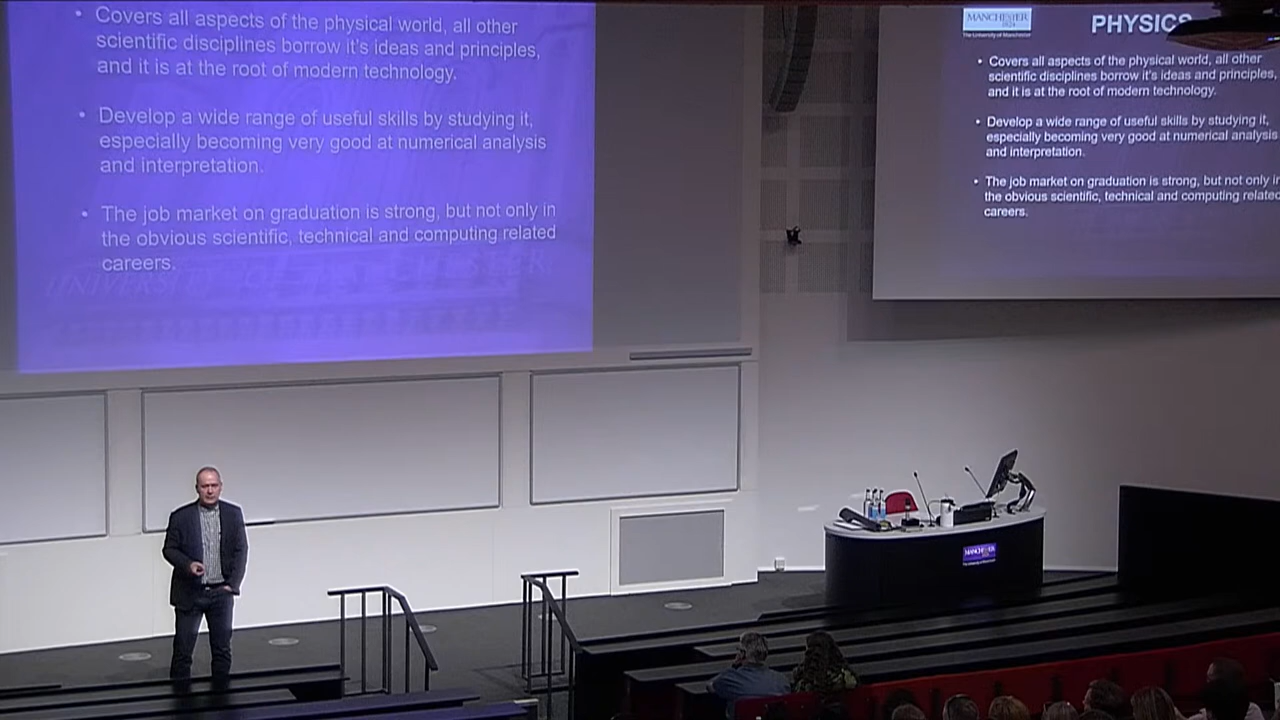 • Covers all aspects of the physical world, all other
scientific disciplines borrow it's ideas and principles,
and it is at the root of modern technology.
• Develop a wide range of useful skills by studying it,
especially becoming very good at numerical analysis
and interpretation.
• The job market on graduation is strong, but not only in
the obvious scientific, technical and computing related
careers.
UNIVERSITY OF MANCHESTER
MANCHESTER
1824
The University of Manchester
PHYSICS
• Covers all aspects of the physical world, all other
scientific disciplines borrow it's ideas and principles,
and it is at the root of modern technology.
• Develop a wide range of useful skills by studying it,
especially becoming very good at numerical analysis
and interpretation.
• The job market on graduation is strong, but not only in
the obvious scientific, technical and computing related
careers.
MANCHESTER